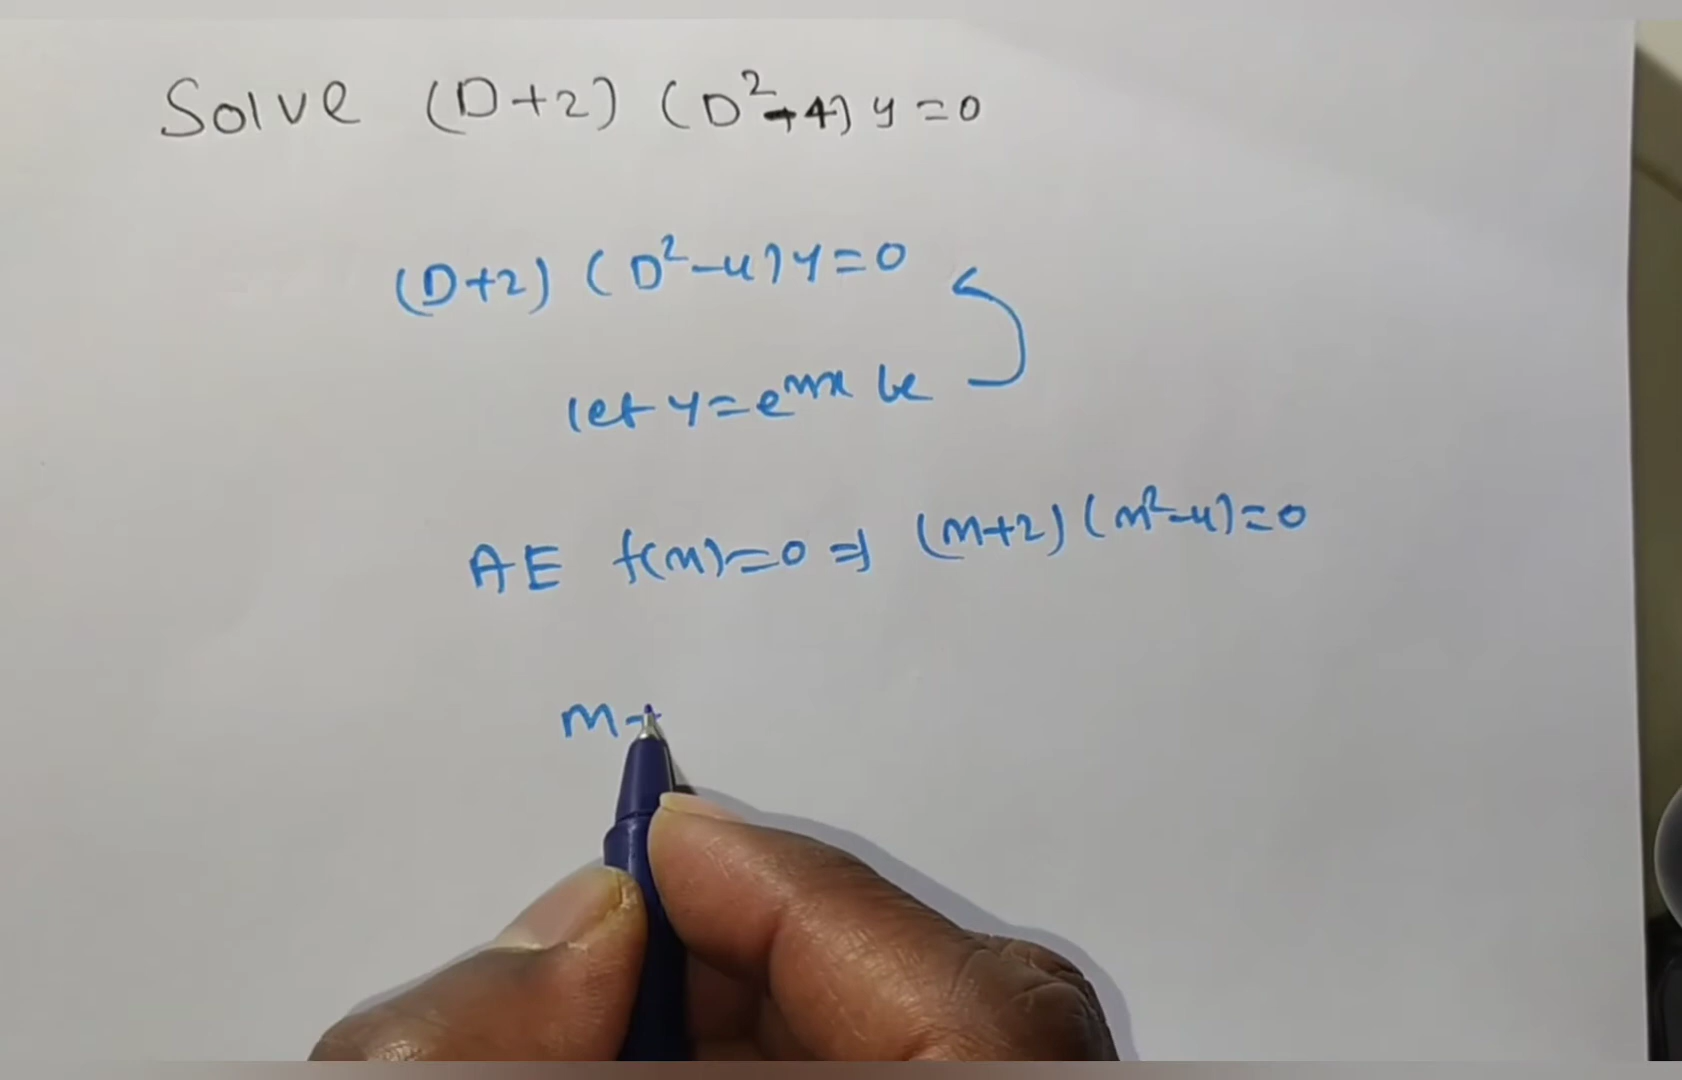 Solve (D+2) (D²-4) y=0
(D+2) (D²-4) y=0
let y=e^mx be
AE f(m)=0 ⇒ (m+2) (m²-4)=0
m+